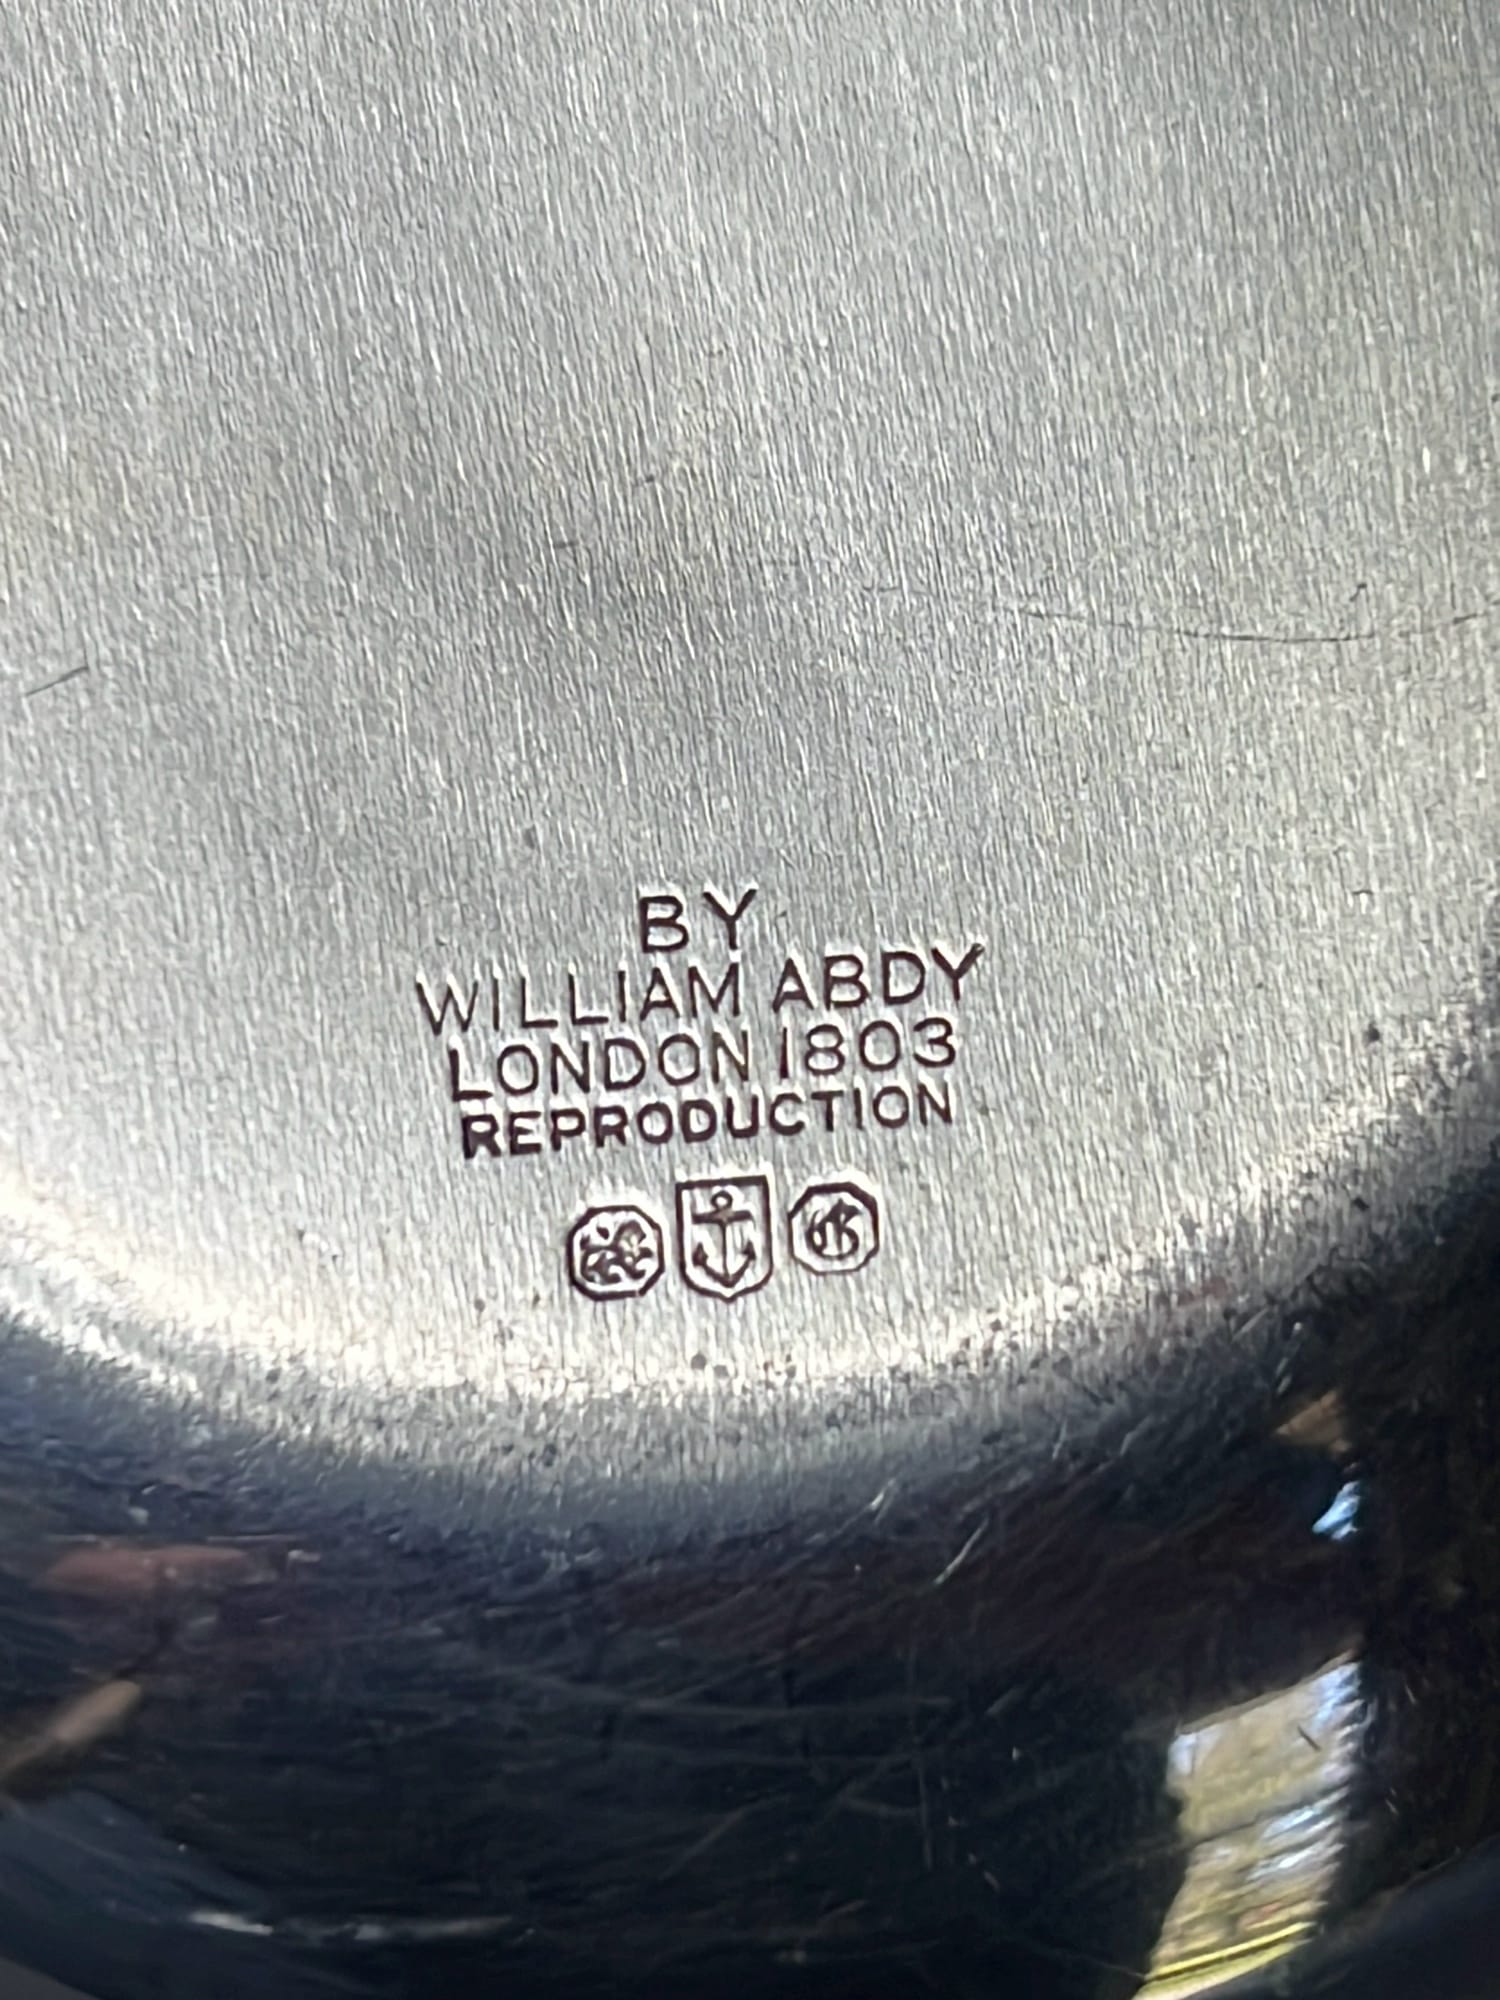 BY
WILLIAM ABDY
LONDON 1803
REPRODUCTION